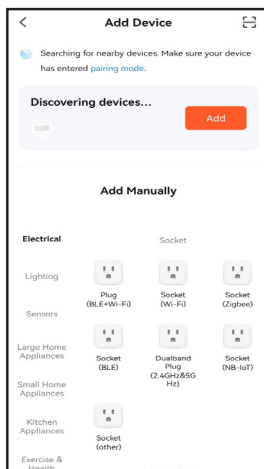 Add Device
Searching for nearby devices. Make sure your device
has entered pairing mode.
Discovering devices...
Add
Add Manually
Electrical
Socket
Lighting
Sensors
Large Home
Appliances
Small Home
Appliances
Kitchen
Appliances
Exercise &
Health
Plug
(BLE+Wi-Fi)
Socket
(Wi-Fi)
Socket
(Zigbee)
Socket
(BLE)
Dualband
Plug
(2.4GHz&5G
Hz)
Socket
(NB-IoT)
Socket
(other)